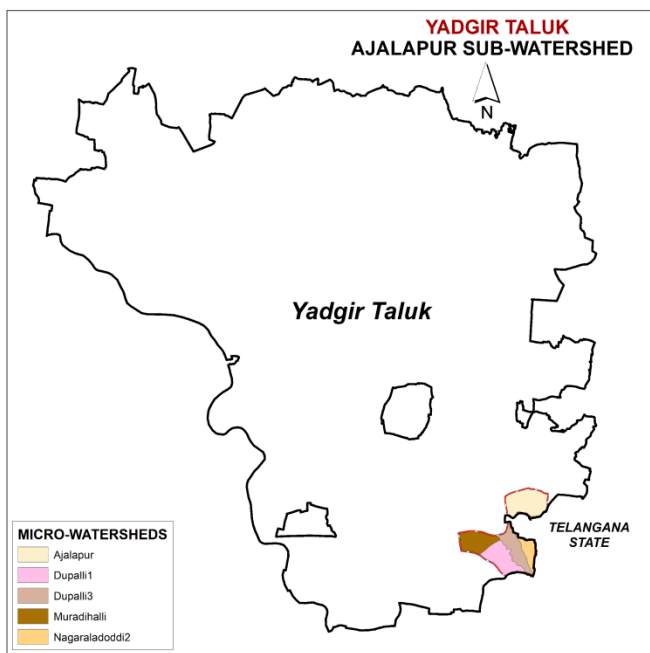 YADGIR TALUK
AJALAPUR SUB-WATERSHED
N
Yadgir Taluk
TELANGANA
STATE
MICRO-WATERSHEDS
Ajalapur
Dupalli1
Dupalli3
Muradihalli
Nagaraladoddi2